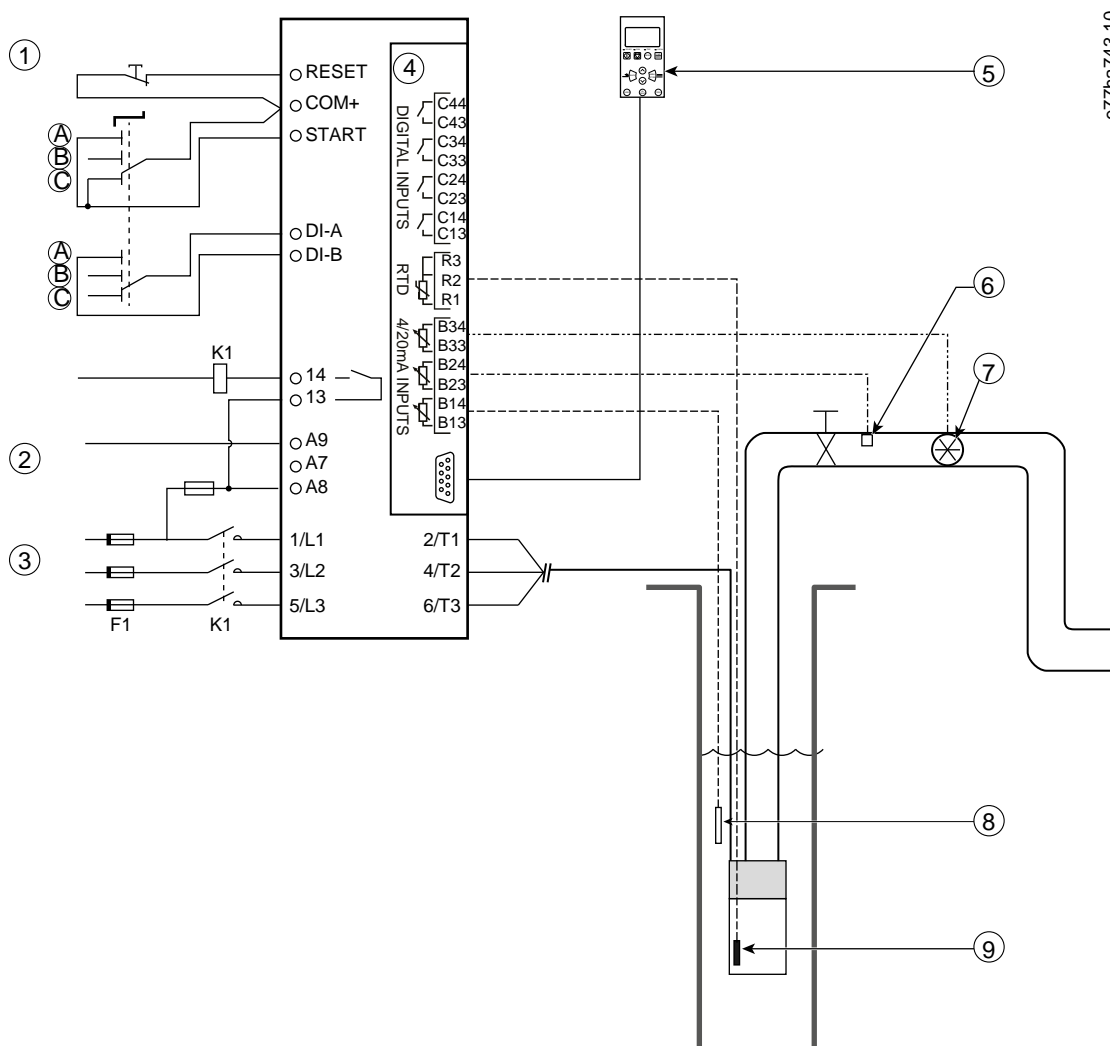 1
RESET
COM+
START
A
B
C
DI-A
DI-B
A
B
C
K1
14
13
2
A9
A7
A8
3
1/L1
3/L2
5/L3
F1
K1
2/T1
4/T2
6/T3
4
DIGITAL INPUTS
C44
C43
C34
C33
C24
C23
C14
C13
RTD
R3
R2
R1
4/20mA INPUTS
B34
B33
B24
B23
B14
B13
5
6
7
8
9